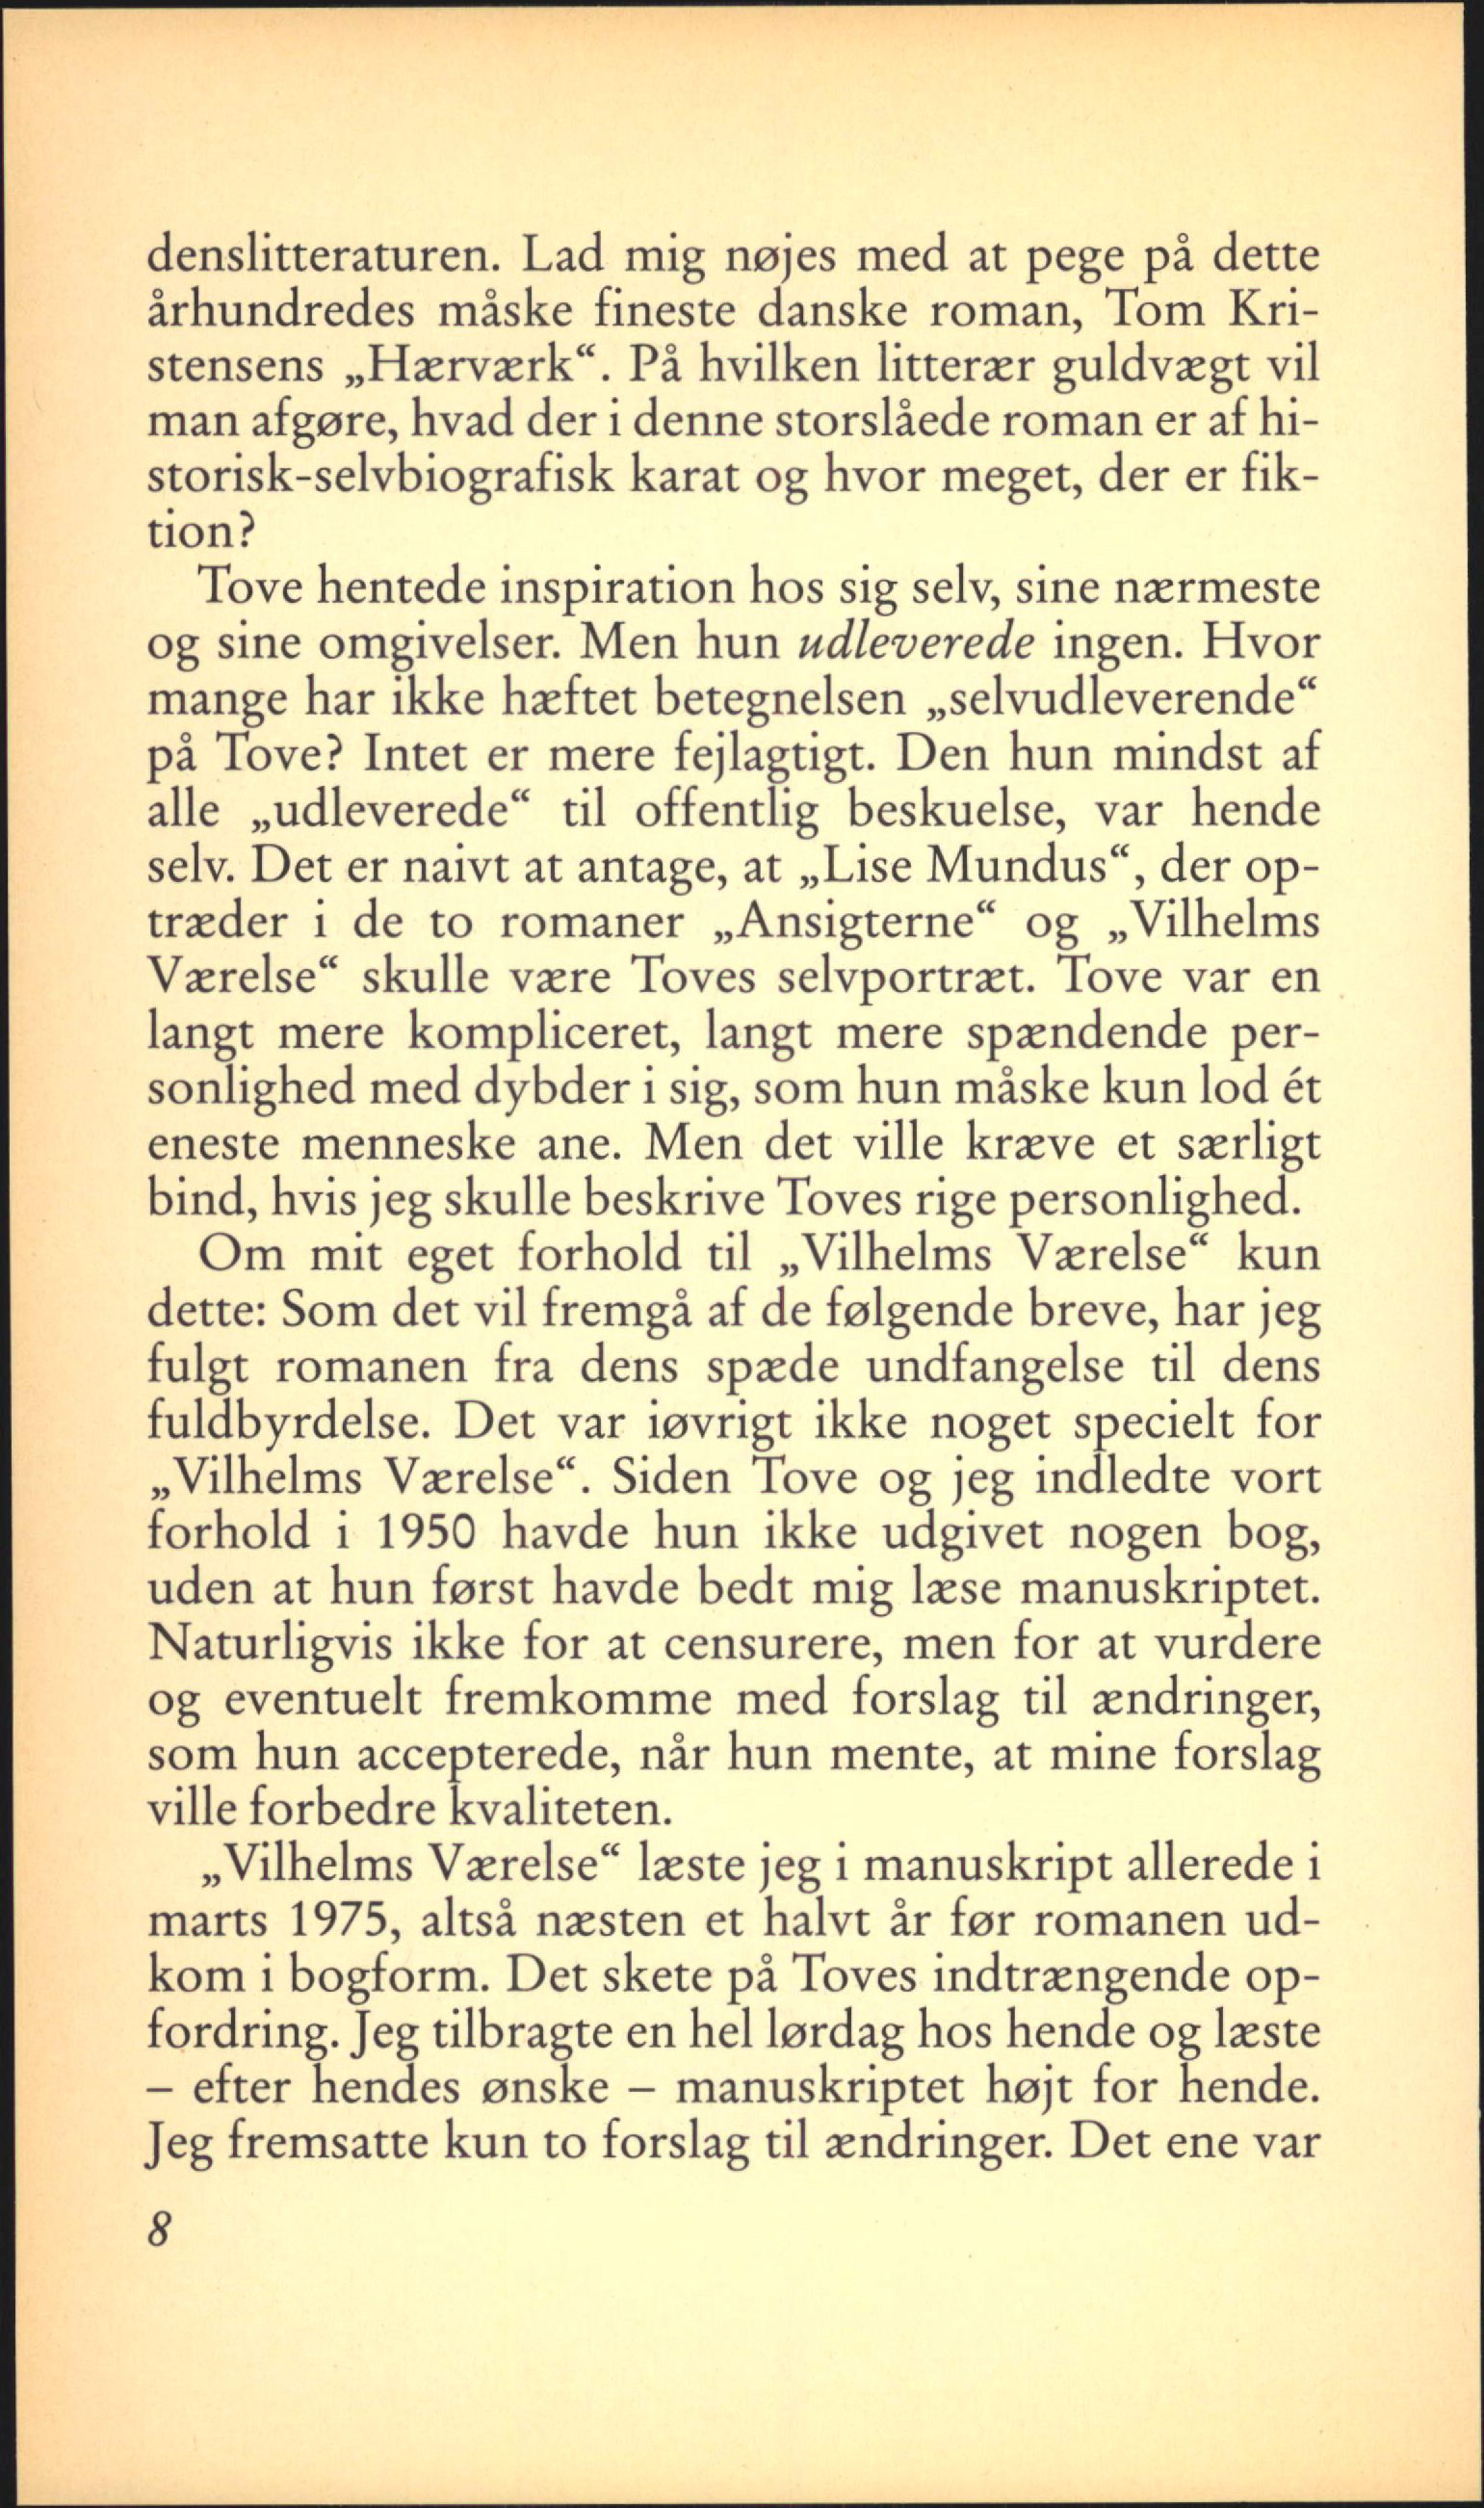 denslitteraturen. Lad mig nøjes med at pege på dette
århundredes måske fineste danske roman, Tom Kri-
stensens „Hærværk“. På hvilken litterær guldvægt vil
man afgøre, hvad der i denne storslåede roman er af hi-
storisk-selvbiografisk karat og hvor meget, der er fik-
tion?
Tove hentede inspiration hos sig selv, sine nærmeste
og sine omgivelser. Men hun udleverede ingen. Hvor
mange har ikke hæftet betegnelsen „selvudleverende“
på Tove? Intet er mere fejlagtigt. Den hun mindst af
alle „udleverede“ til offentlig beskuelse, var hende
selv. Det er naivt at antage, at „Lise Mundus“, der op-
træder i de to romaner „Ansigterne“ og „Vilhelms
Værelse“ skulle være Toves selvportræt. Tove var en
langt mere kompliceret, langt mere spændende per-
sonlighed med dybder i sig, som hun måske kun lod ét
eneste menneske ane. Men det ville kræve et særligt
bind, hvis jeg skulle beskrive Toves rige personlighed.
Om mit eget forhold til „Vilhelms Værelse“ kun
dette: Som det vil fremgå af de følgende breve, har jeg
fulgt romanen fra dens spæde undfangelse til dens
fuldbyrdelse. Det var iøvrigt ikke noget specielt for
„Vilhelms Værelse“. Siden Tove og jeg indledte vort
forhold i 1950 havde hun ikke udgivet nogen bog,
uden at hun først havde bedt mig læse manuskriptet.
Naturligvis ikke for at censurere, men for at vurdere
og eventuelt fremkomme med forslag til ændringer,
som hun accepterede, når hun mente, at mine forslag
ville forbedre kvaliteten.
„Vilhelms Værelse“ læste jeg i manuskript allerede i
marts 1975, altså næsten et halvt år før romanen ud-
kom i bogform. Det skete på Toves indtrængende op-
fordring. Jeg tilbragte en hel lørdag hos hende og læste
– efter hendes ønske – manuskriptet højt for hende.
Jeg fremsatte kun to forslag til ændringer. Det ene var
8